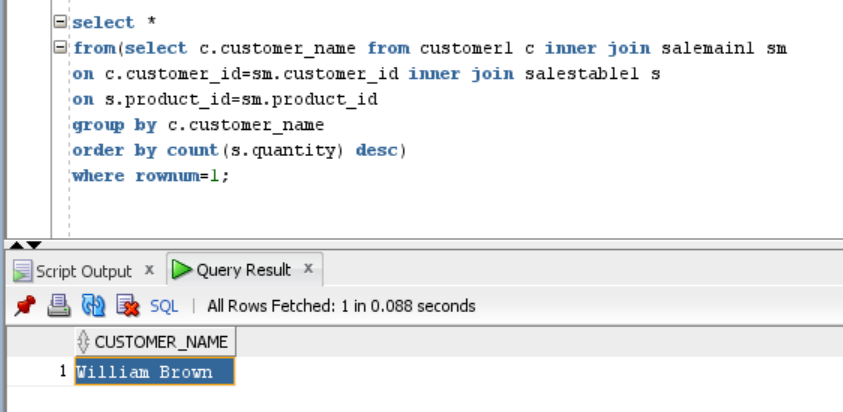 select *
from(select c.customer_name from customer1 c inner join salemain1 sm
on c.customer_id=sm.customer_id inner join salestable1 s
on s.product_id=sm.product_id
group by c.customer_name
order by count(s.quantity) desc)
where rownum=1;
Script Output x Query Result x
SQL | All Rows Fetched: 1 in 0.088 seconds
CUSTOMER_NAME
1 William Brown